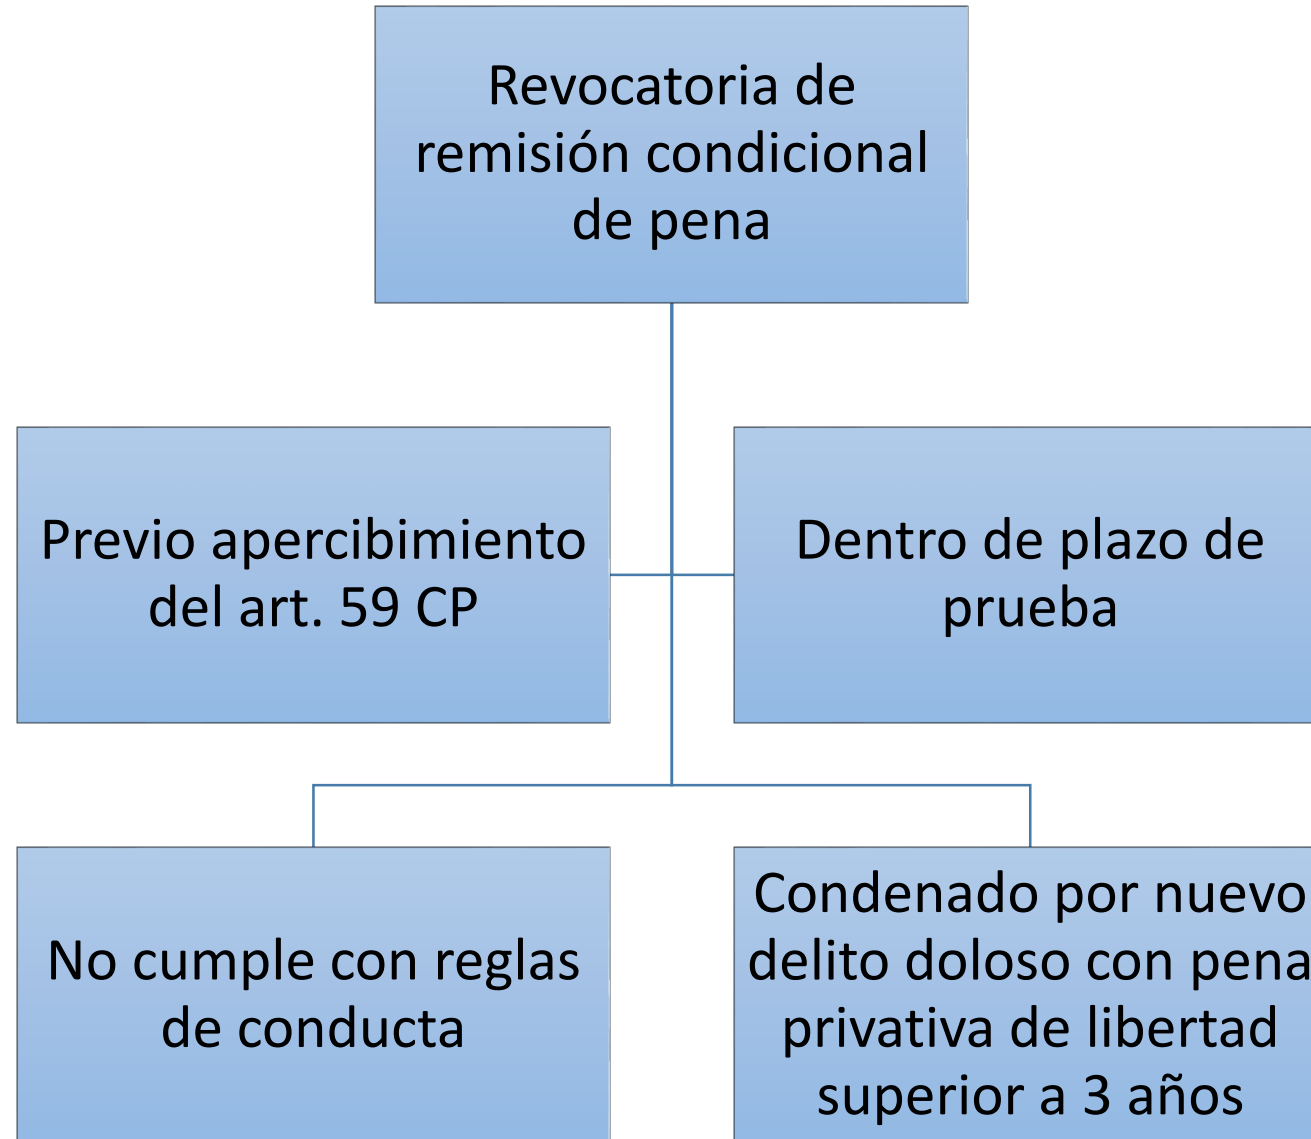 Revocatoria de
remisión condicional
de pena
Previo apercibimiento
del art. 59 CP
Dentro de plazo de
prueba
No cumple con reglas
de conducta
Condenado por nuevo
delito doloso con pena
privativa de libertad
superior a 3 años